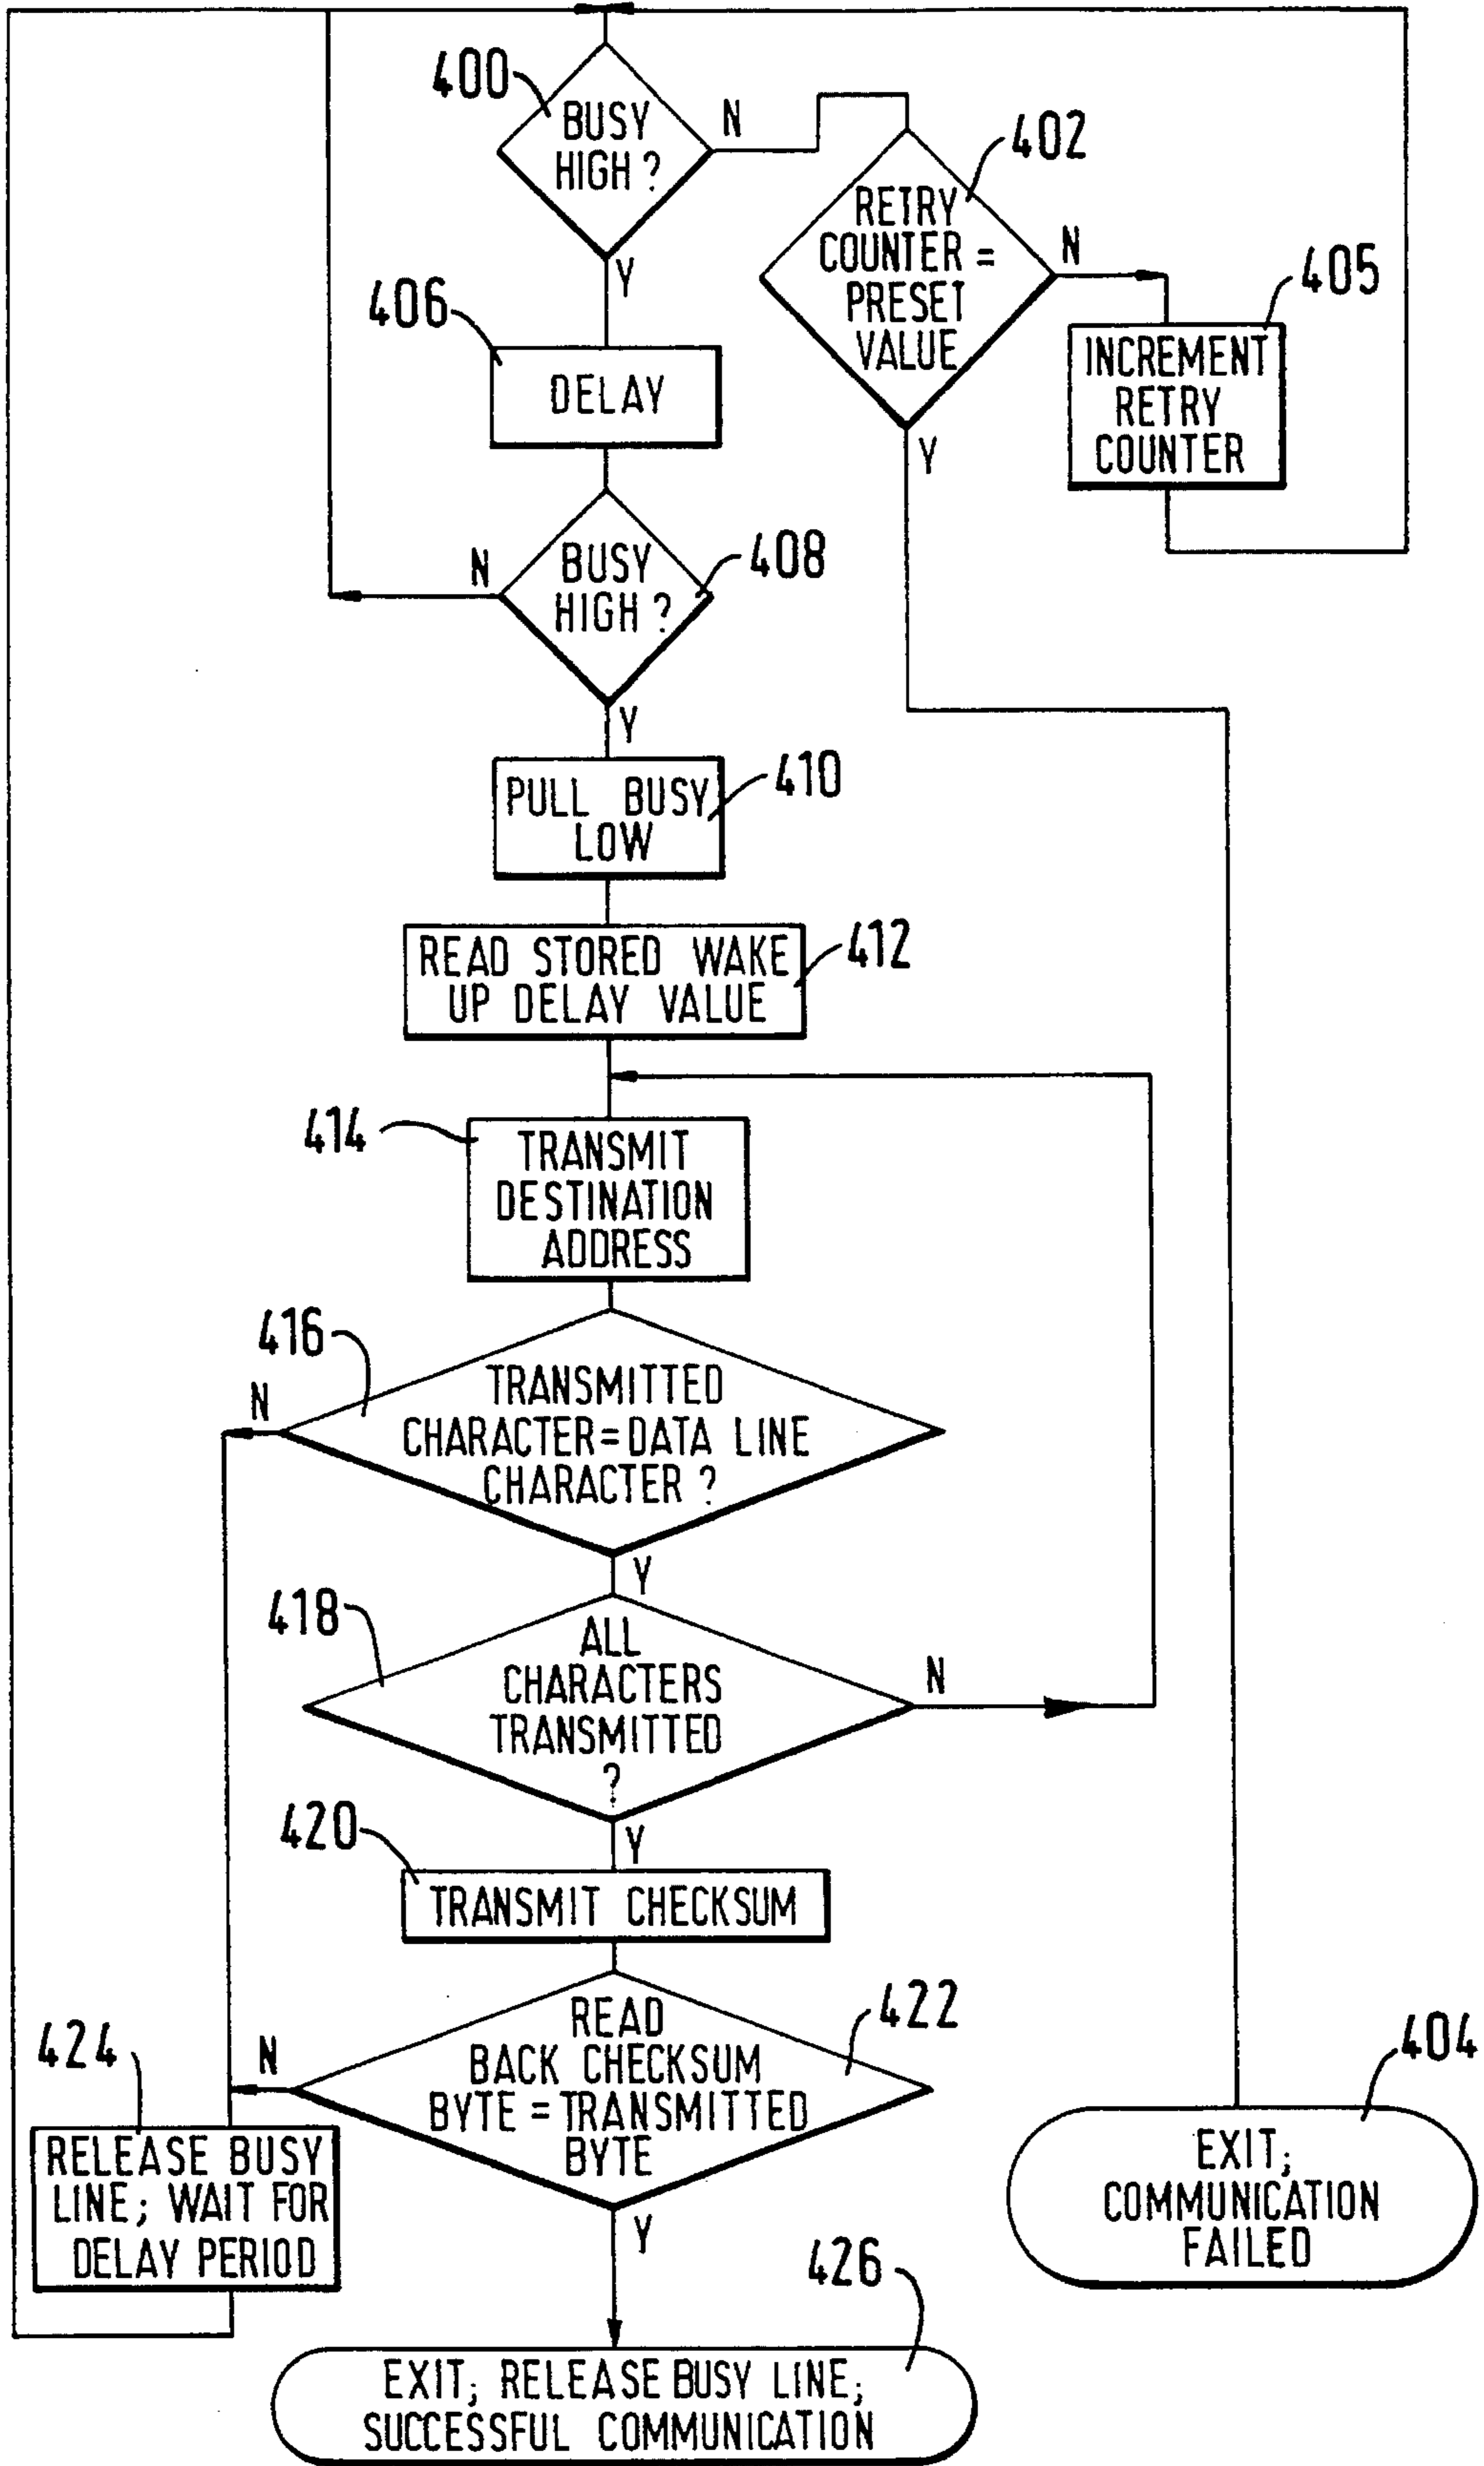 400
BUSY
HIGH ?
N
Y
402
RETRY
COUNTER =
PRESET
VALUE
N
Y
405
INCREMENT
RETRY
COUNTER
406
DELAY
408
BUSY
HIGH ?
N
Y
410
PULL BUSY
LOW
412
READ STORED WAKE
UP DELAY VALUE
414
TRANSMIT
DESTINATION
ADDRESS
416
TRANSMITTED
CHARACTER = DATA LINE
CHARACTER ?
N
Y
418
ALL
CHARACTERS
TRANSMITTED
?
N
Y
420
TRANSMIT CHECKSUM
422
READ
BACK CHECKSUM
BYTE = TRANSMITTED
BYTE
N
Y
424
RELEASE BUSY
LINE; WAIT FOR
DELAY PERIOD
404
EXIT;
COMMUNICATION
FAILED
426
EXIT; RELEASE BUSY LINE;
SUCCESSFUL COMMUNICATION